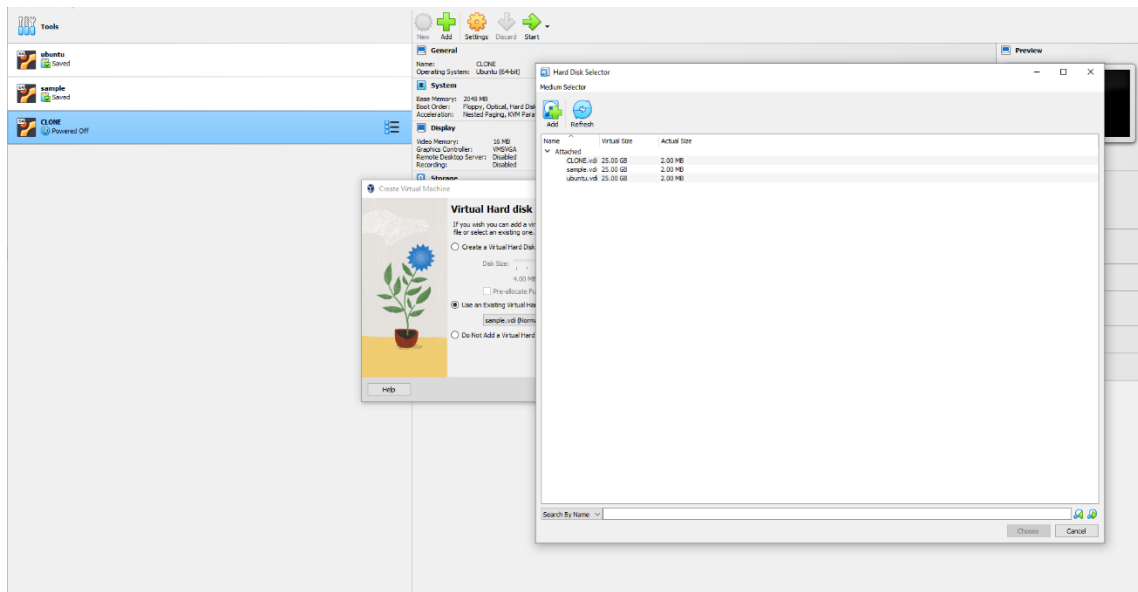 Tools
New Add Settings Discard Start
ubuntu
Saved
sample
Saved
CLONE
Powered Off
General
Name: CLONE
Operating System: Ubuntu (64-bit)
System
Base Memory: 2048 MB
Boot Order: Floppy, Optical, Hard Disk
Acceleration: Nested Paging, KVM Para
Display
Video Memory: 16 MB
Graphics Controller: VMSVGA
Remote Desktop Server: Disabled
Recording: Disabled
Storage
Preview
Create Virtual Machine
Virtual Hard disk
If you wish you can add a vir
file or select an existing one.
Create a Virtual Hard Disk
Disk Size:
4.00 MB
Pre-allocate Fu
Use an Existing Virtual Ha
sample.vdi (Norma
Do Not Add a Virtual Hard
Help
Hard Disk Selector
Medium Selector
Add Refresh
Name Virtual Size Actual Size
Attached
CLONE.vdi 25.00 GB 2.00 MB
sample.vdi 25.00 GB 2.00 MB
ubuntu.vdi 25.00 GB 2.00 MB
Search By Name
Choose Cancel